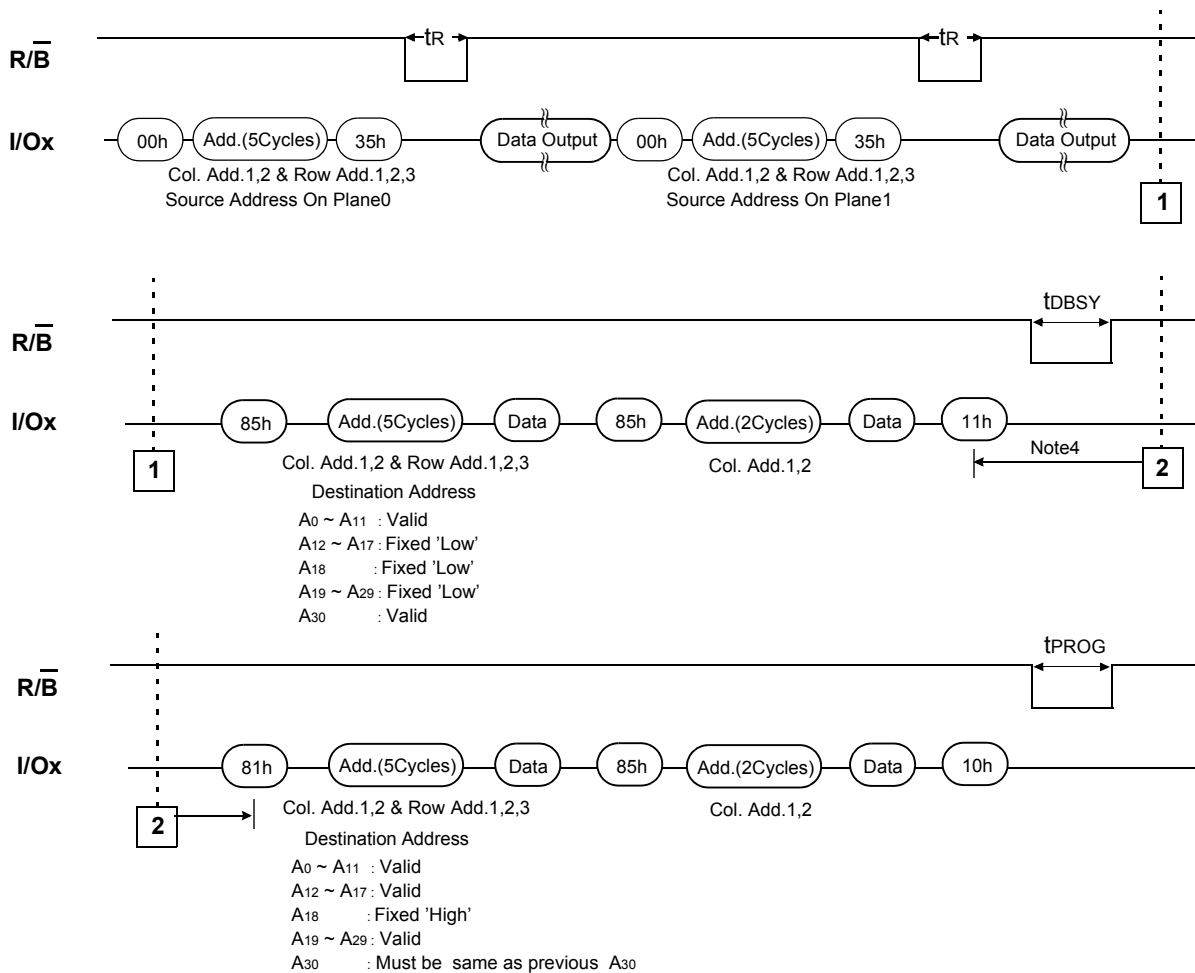 R/B tR tR
I/Ox 00h Add.(5Cycles) 35h Data Output 00h Add.(5Cycles) 35h Data Output
Col. Add.1,2 & Row Add.1,2,3 Col. Add.1,2 & Row Add.1,2,3
Source Address On Plane0 Source Address On Plane1
1
R/B tDBSY
I/Ox 85h Add.(5Cycles) Data 85h Add.(2Cycles) Data 11h
1 Col. Add.1,2 & Row Add.1,2,3 Col. Add.1,2 Note4 2
Destination Address
A0 ~ A11 : Valid
A12 ~ A17 : Fixed 'Low'
A18 : Fixed 'Low'
A19 ~ A29 : Fixed 'Low'
A30 : Valid
R/B tPROG
I/Ox 81h Add.(5Cycles) Data 85h Add.(2Cycles) Data 10h
2 Col. Add.1,2 & Row Add.1,2,3 Col. Add.1,2
Destination Address
A0 ~ A11 : Valid
A12 ~ A17 : Valid
A18 : Fixed 'High'
A19 ~ A29 : Valid
A30 : Must be same as previous A30